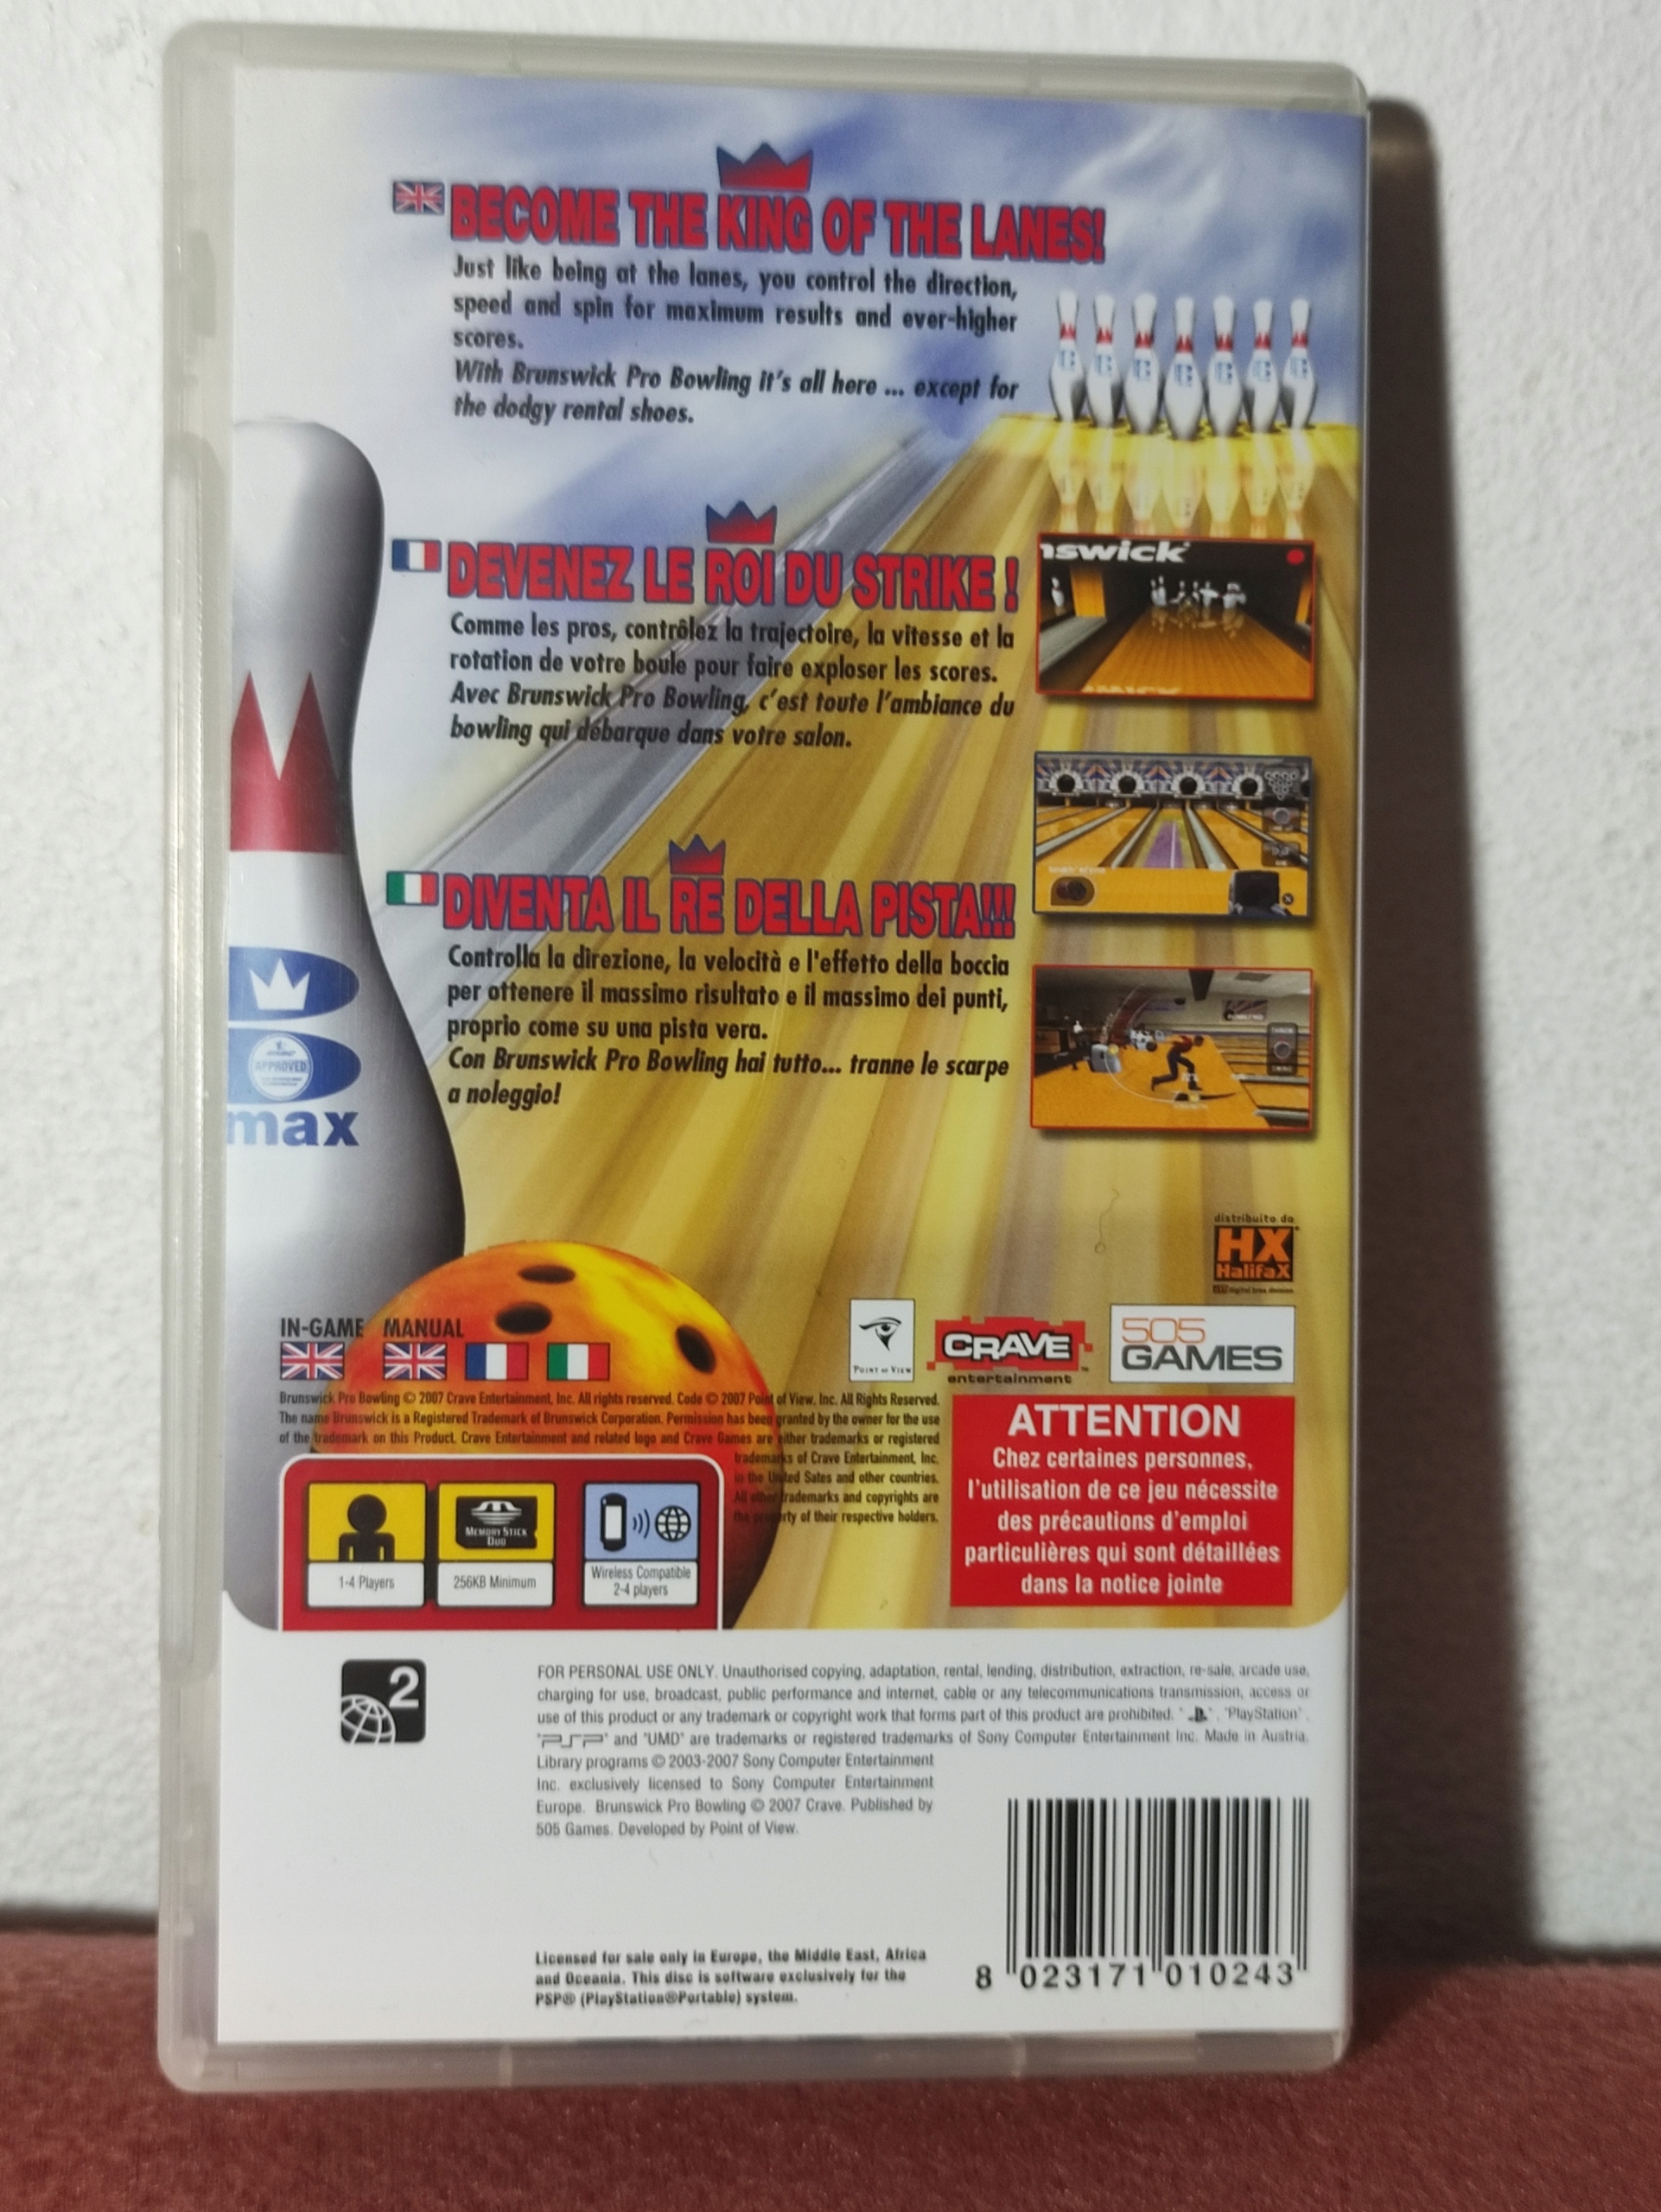 BECOME THE KING OF THE LANES!
Just like being at the lanes, you control the direction,
speed and spin for maximum results and ever-higher
scores.
With Brunswick Pro Bowling it's all here ... except for
the dodgy rental shoes.
DEVENEZ LE ROI DU STRIKE !
Comme les pros, contrôlez la trajectoire, la vitesse et la
rotation de votre boule pour faire exploser les scores.
Avec Brunswick Pro Bowling, c'est toute l'ambiance du
bowling qui débarque dans votre salon.
nswick
DIVENTA IL RE DELLA PISTA!!!
Controlla la direzione, la velocità e l'effetto della boccia
per ottenere il massimo risultato e il massimo dei punti,
proprio come su una pista vera.
Con Brunswick Pro Bowling hai tutto... tranne le scarpe
a noleggio!
APPROVED
max
distribuito da
HX
HalifaX
IN-GAME MANUAL
POINT OF VIEW
CRAVE
entertainment
505
GAMES
Brunswick Pro Bowling © 2007 Crave Entertainment, Inc. All rights reserved. Code © 2007 Point of View, Inc. All Rights Reserved.
The name Brunswick is a Registered Trademark of Brunswick Corporation. Permission has been granted by the owner for the use
of the trademark on this Product. Crave Entertainment and related logo and Crave Games are either trademarks or registered
trademarks of Crave Entertainment, Inc.
in the United Sates and other countries.
All other trademarks and copyrights are
the property of their respective holders.
ATTENTION
Chez certaines personnes,
l'utilisation de ce jeu nécessite
des précautions d'emploi
particulières qui sont détaillées
dans la notice jointe
MEMORY STICK
DUO
1-4 Players
256KB Minimum
Wireless Compatible
2-4 players
2
FOR PERSONAL USE ONLY. Unauthorised copying, adaptation, rental, lending, distribution, extraction, re-sale, arcade use,
charging for use, broadcast, public performance and internet, cable or any telecommunications transmission, access or
use of this product or any trademark or copyright work that forms part of this product are prohibited. " ", "PlayStation",
"PSP" and "UMD" are trademarks or registered trademarks of Sony Computer Entertainment Inc. Made in Austria.
Library programs © 2003-2007 Sony Computer Entertainment
Inc. exclusively licensed to Sony Computer Entertainment
Europe. Brunswick Pro Bowling © 2007 Crave. Published by
505 Games. Developed by Point of View.
Licensed for sale only in Europe, the Middle East, Africa
and Oceania. This disc is software exclusively for the
PSP® (PlayStation®Portable) system.
8 023171 010243